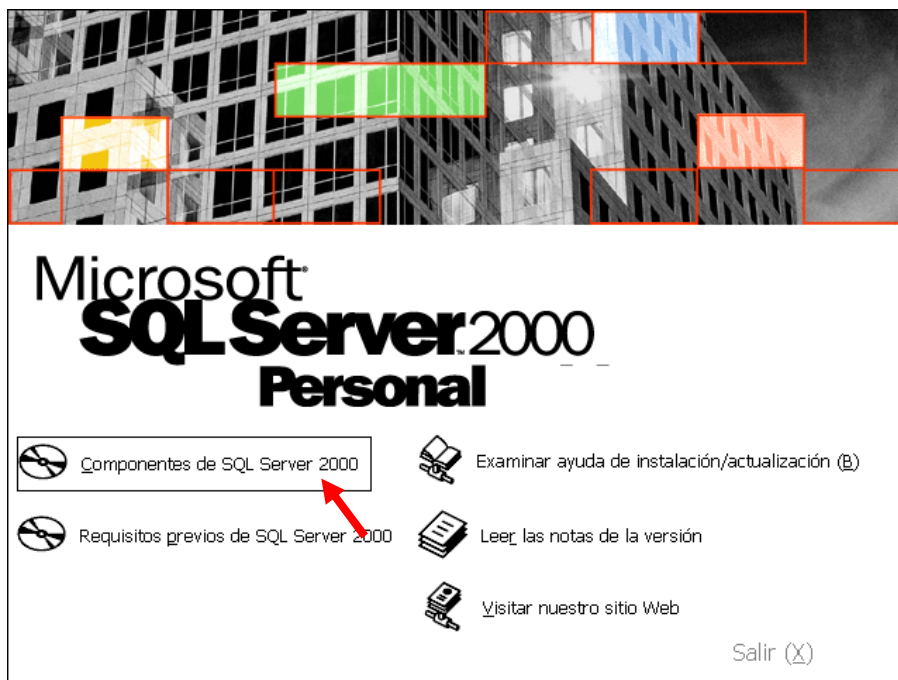 Microsoft®
SQL Server™ 2000
Personal
Componentes de SQL Server 2000
Examinar ayuda de instalación/actualización (B)
Requisitos previos de SQL Server 2000
Leer las notas de la versión
Visitar nuestro sitio Web
Salir (X)